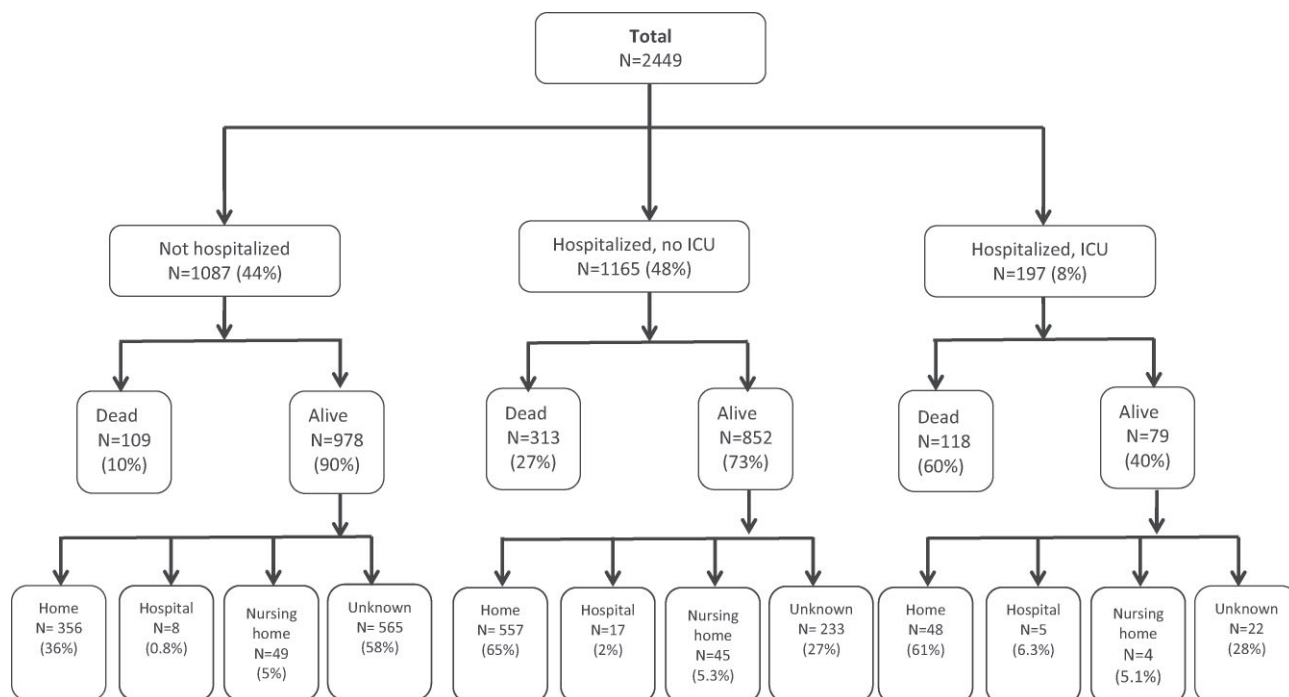 Total
N=2449
Not hospitalized
N=1087 (44%)
Hospitalized, no ICU
N=1165 (48%)
Hospitalized, ICU
N=197 (8%)
Dead
N=109
(10%)
Alive
N=978
(90%)
Dead
N=313
(27%)
Alive
N=852
(73%)
Dead
N=118
(60%)
Alive
N=79
(40%)
Home
N= 356
(36%)
Hospital
N=8
(0.8%)
Nursing
home
N=49
(5%)
Unknown
N= 565
(58%)
Home
N= 557
(65%)
Hospital
N=17
(2%)
Nursing
home
N=45
(5.3%)
Unknown
N= 233
(27%)
Home
N=48
(61%)
Hospital
N=5
(6.3%)
Nursing
home
N=4
(5.1%)
Unknown
N=22
(28%)